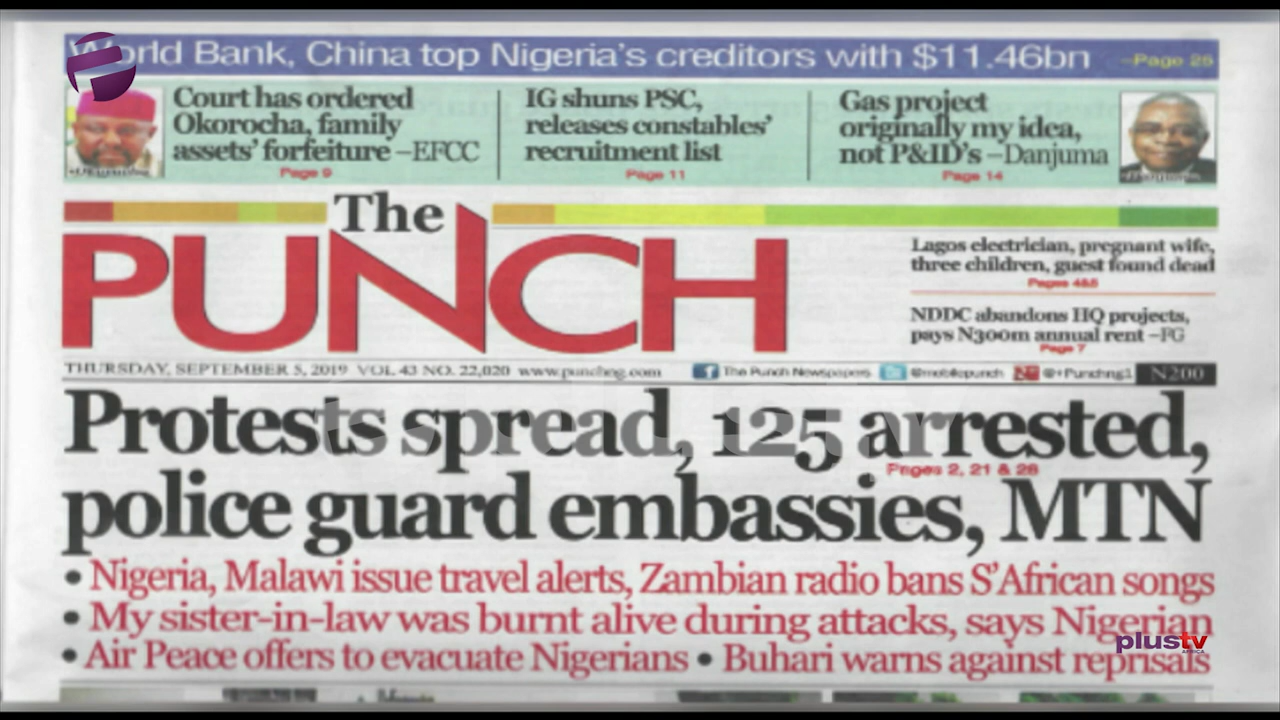 World Bank, China top Nigeria's creditors with $11.46bn –Page 25
Court has ordered
Okorocha, family
assets' forfeiture –EFCC
Page 9
IG shuns PSC,
releases constables'
recruitment list
Page 11
Gas project
originally my idea,
not P&ID's –Danjuma
Page 14
The
PUNCH
Lagos electrician, pregnant wife,
three children, guest found dead
Pages 4&5
NDDC abandons HQ projects,
pays N300m annual rent –FG
Page 7
THURSDAY, SEPTEMBER 5, 2019 VOL 43 NO. 22,020 www.punchng.com
The Punch Newspapers @mobilepunch @+Punchng1 N200
Protests spread, 125 arrested,
Pages 2, 21 & 28
police guard embassies, MTN
• Nigeria, Malawi issue travel alerts, Zambian radio bans S'African songs
• My sister-in-law was burnt alive during attacks, says Nigerian
• Air Peace offers to evacuate Nigerians • Buhari warns against reprisals
plustv
AFRICA